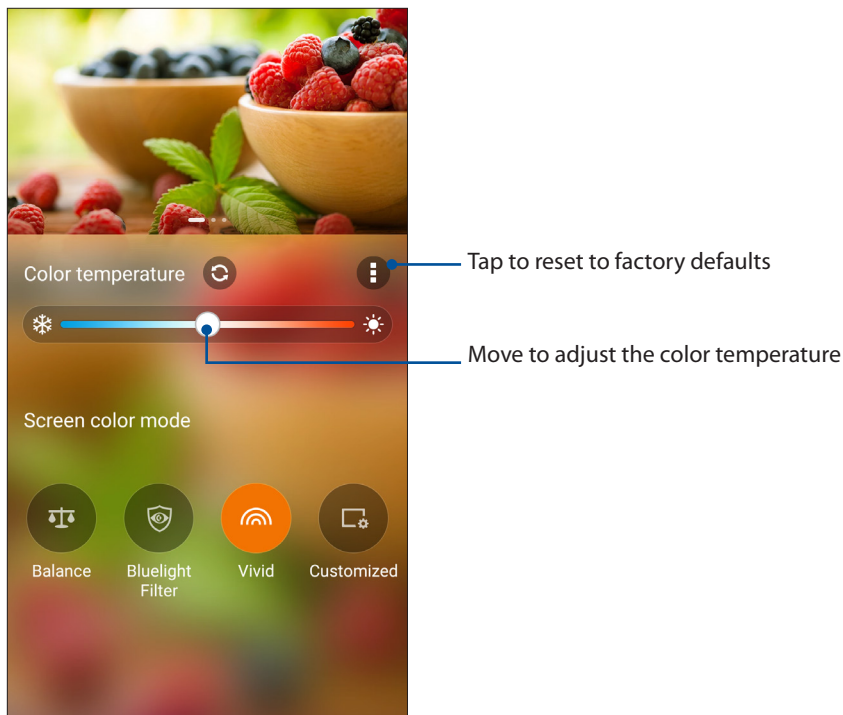 Color temperature
Tap to reset to factory defaults
Move to adjust the color temperature
Screen color mode
Balance
Bluelight
Filter
Vivid
Customized